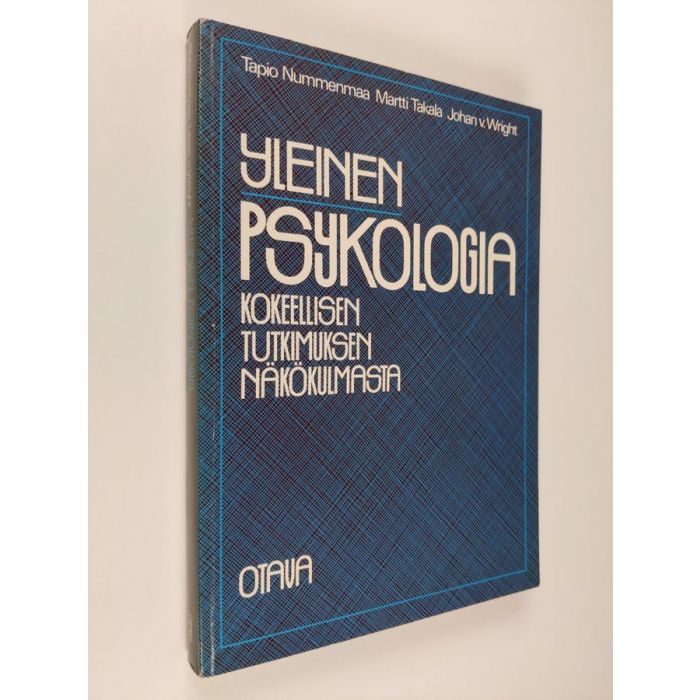 Tapio Nummenmaa Martti Takala Johan v. Wright
YLEINEN
PSYKOLOGIA
KOKEELLISEN
TUTKIMUKSEN
NÄKÖKULMASTA
OTAVA